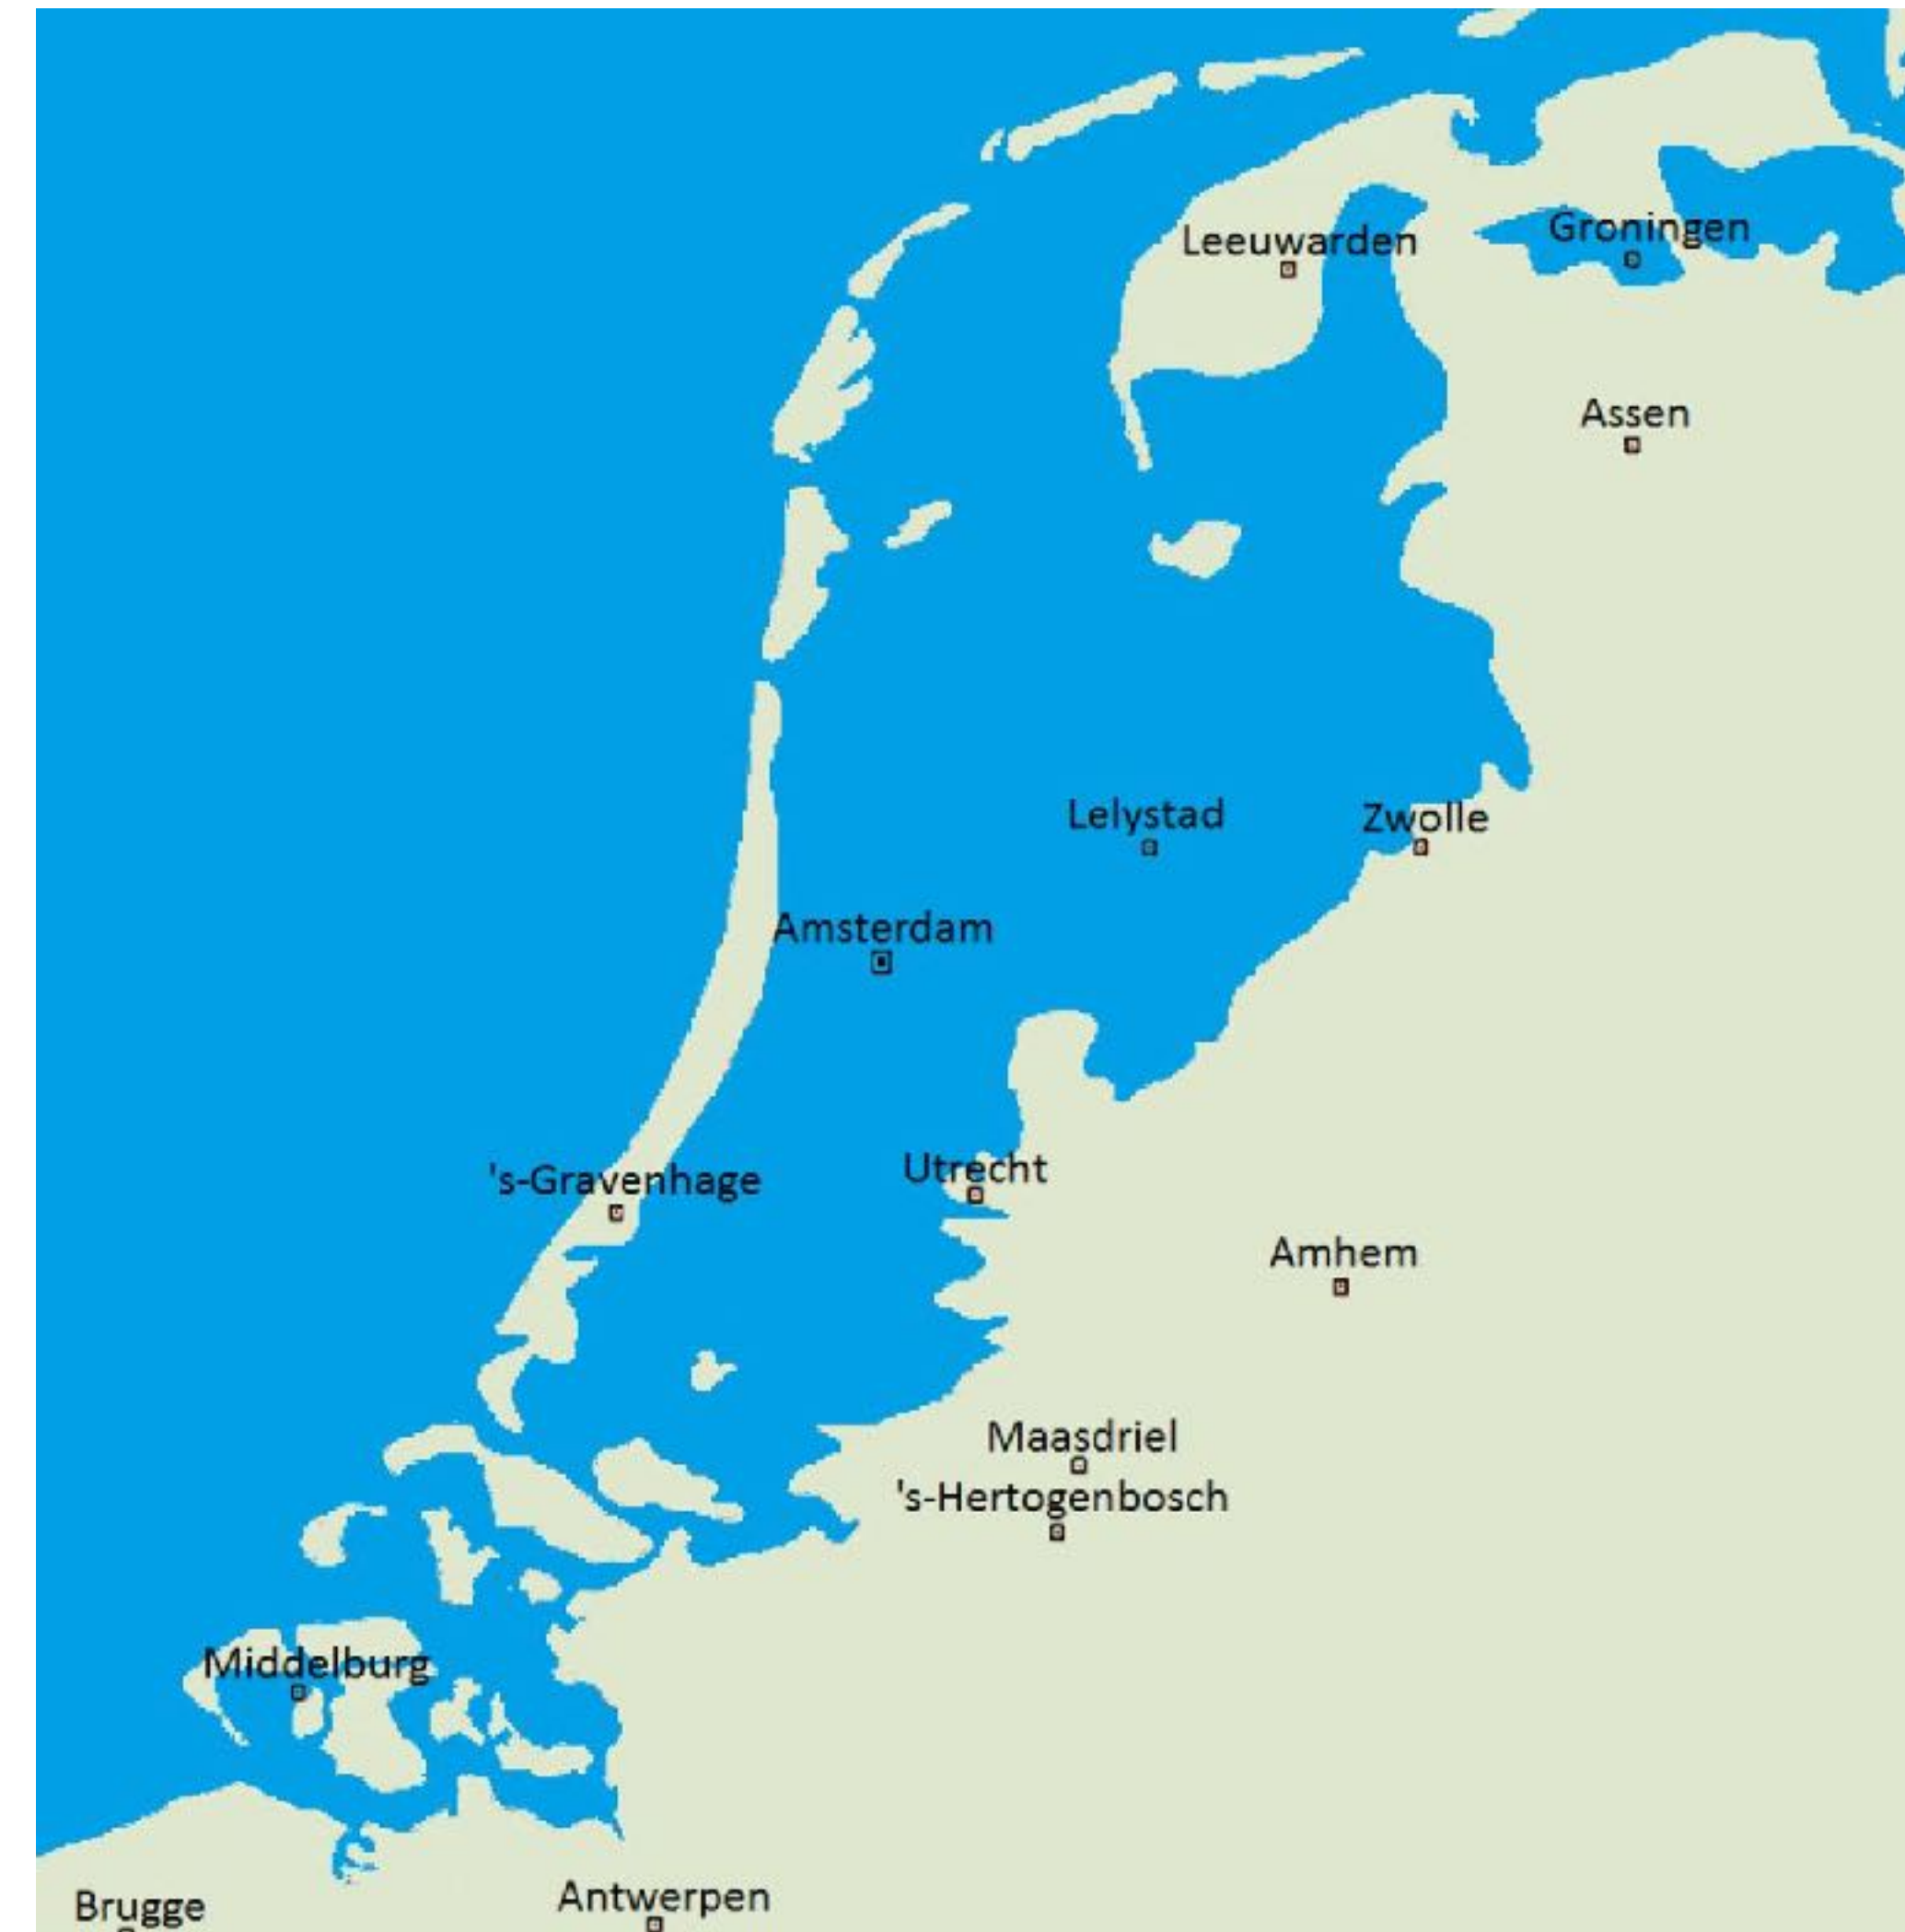 Groningen
Leeuwarden
Assen
Lelystad
Zwolle
Amsterdam
Utrecht
's-Gravenhage
Amhem
Maasdriel
's-Hertogenbosch
Middelburg
Antwerpen
Brugge